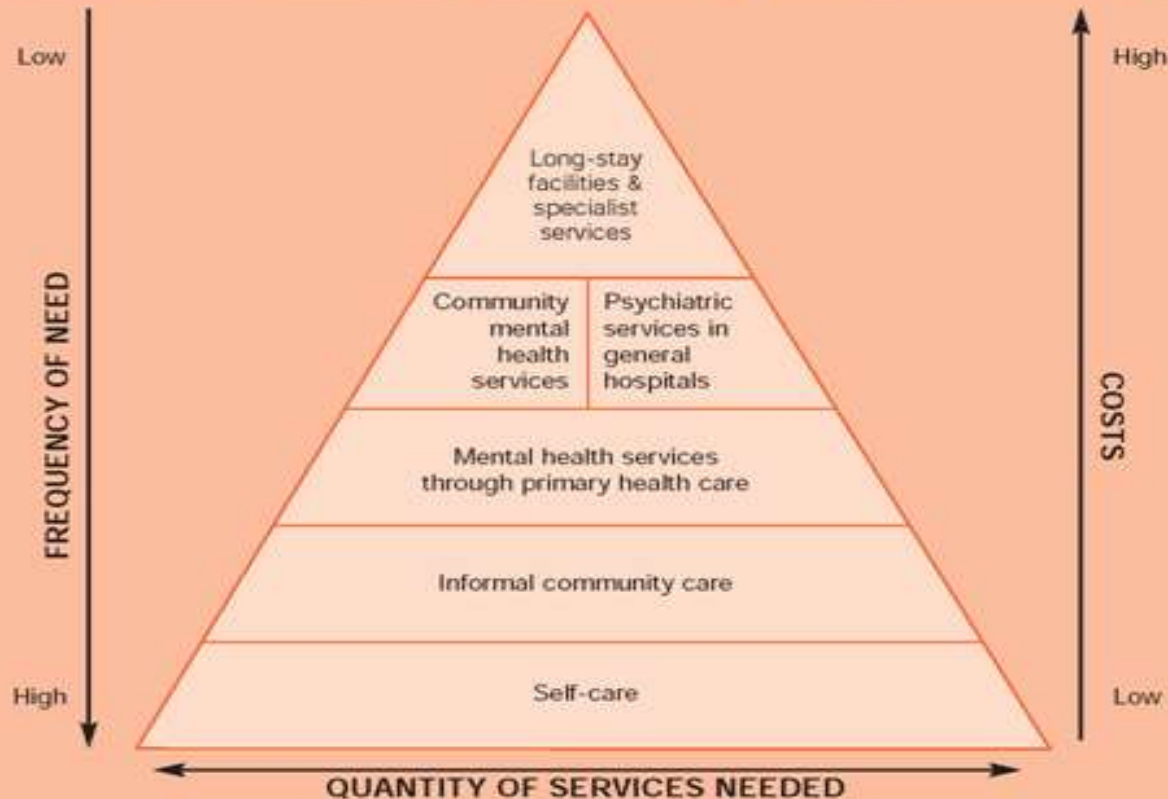 Low
High
Long-stay
facilities &
specialist
services
FREQUENCY OF NEED
Community
mental
health
services
Psychiatric
services in
general
hospitals
COSTS
Mental health services
through primary health care
Informal community care
Self-care
High
Low
QUANTITY OF SERVICES NEEDED